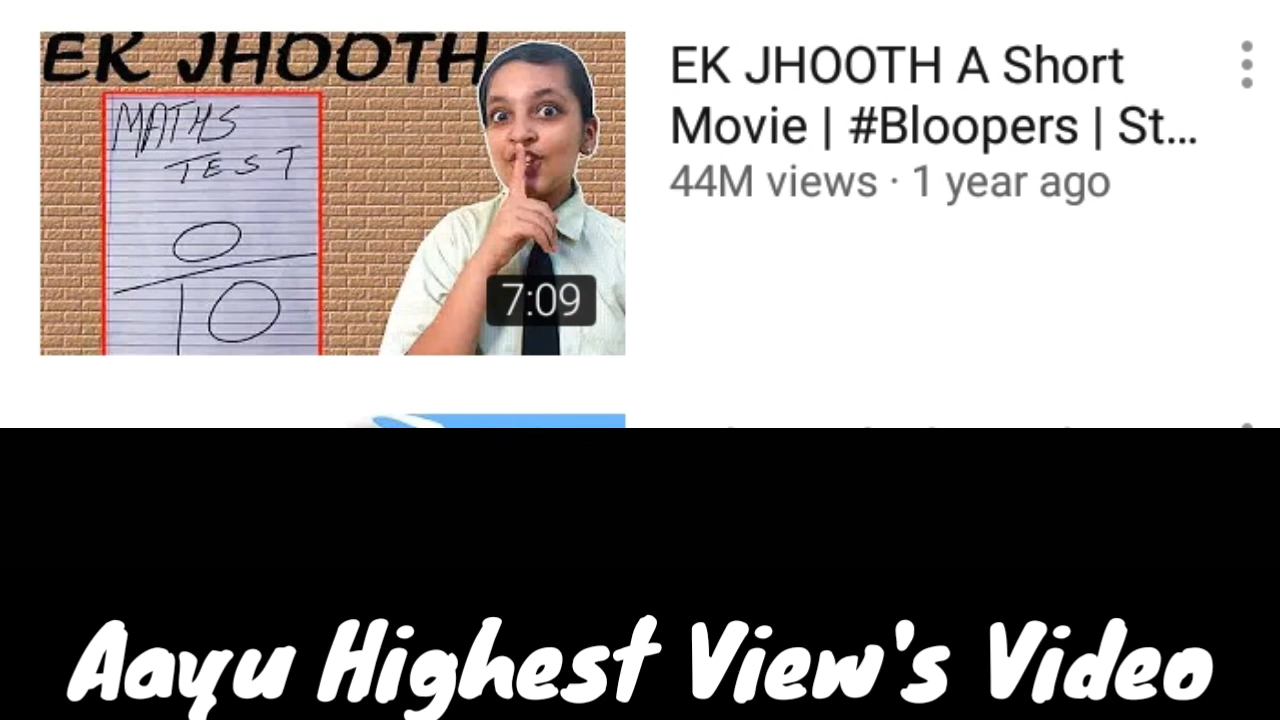 EK JHOOTH
MATHS
TEST
0
10
7:09
EK JHOOTH A Short
Movie | #Bloopers | St...
44M views · 1 year ago
Aayu Highest View's Video